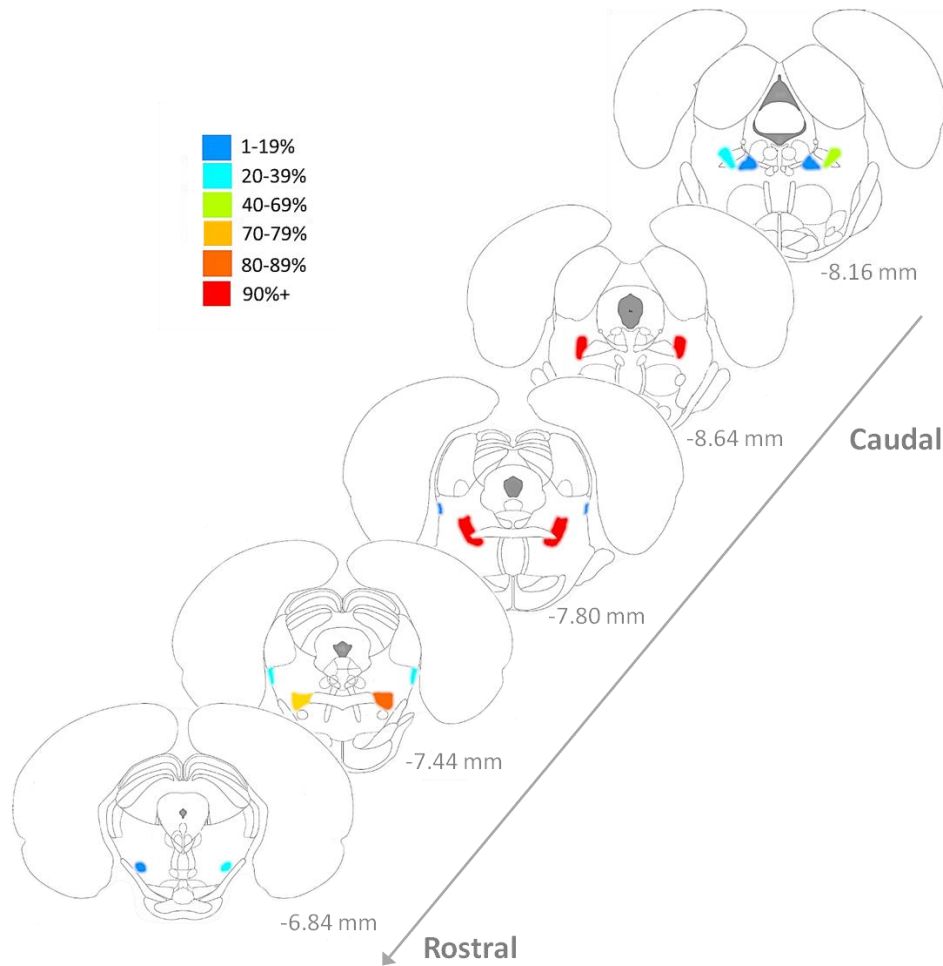 1-19%
20-39%
40-69%
70-79%
80-89%
90%+
-8.16 mm
Caudal
-8.64 mm
-7.80 mm
-7.44 mm
-6.84 mm
Rostral